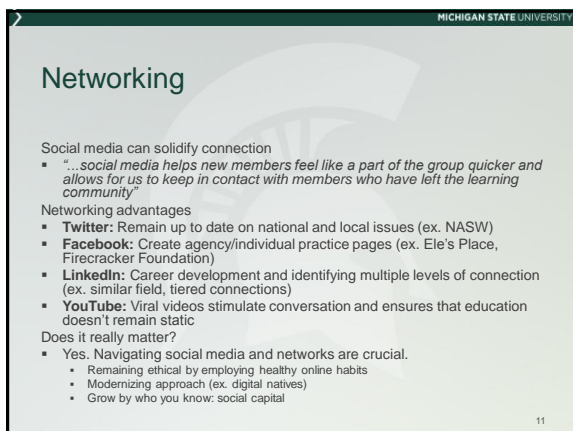 MICHIGAN STATE UNIVERSITY
Networking
Social media can solidify connection
▪ “...social media helps new members feel like a part of the group quicker and
allows for us to keep in contact with members who have left the learning
community”
Networking advantages
▪ Twitter: Remain up to date on national and local issues (ex. NASW)
▪ Facebook: Create agency/individual practice pages (ex. Ele’s Place,
Firecracker Foundation)
▪ LinkedIn: Career development and identifying multiple levels of connection
(ex. similar field, tiered connections)
▪ YouTube: Viral videos stimulate conversation and ensures that education
doesn’t remain static
Does it really matter?
▪ Yes. Navigating social media and networks are crucial.
▪ Remaining ethical by employing healthy online habits
▪ Modernizing approach (ex. digital natives)
▪ Grow by who you know: social capital
11